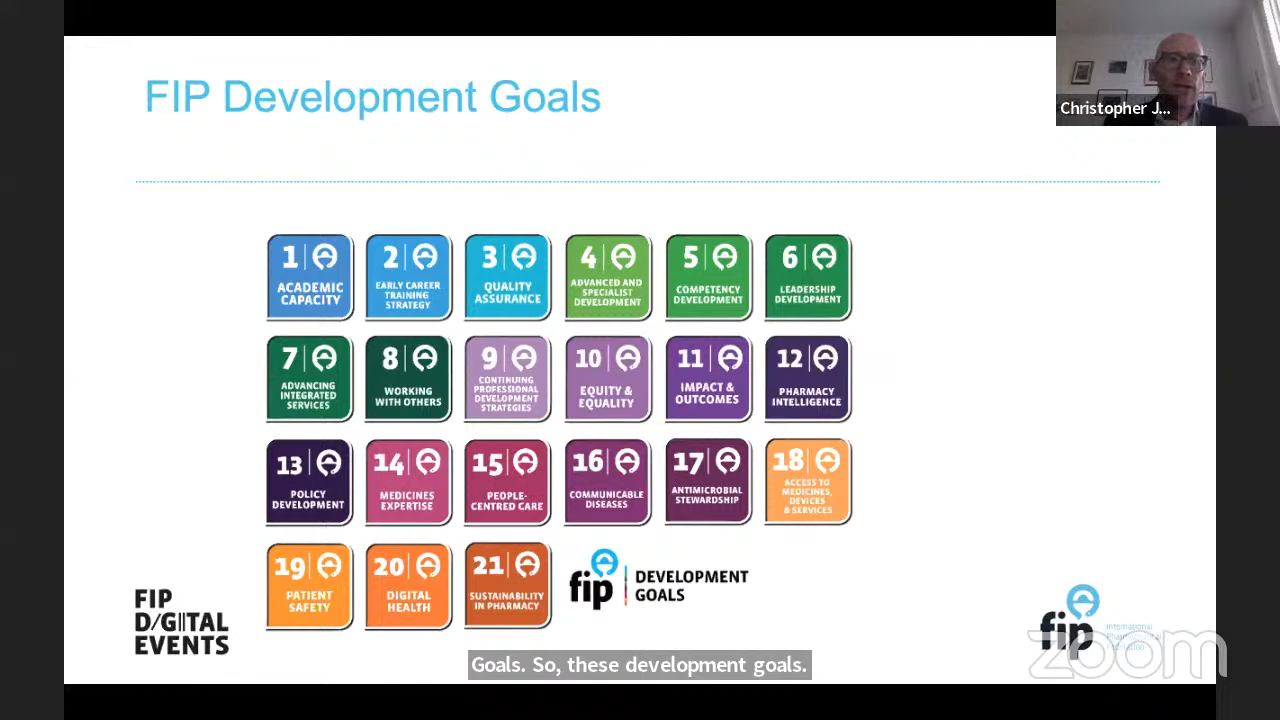 FIP Development Goals
Christopher J...
1
ACADEMIC
CAPACITY
2
EARLY CAREER
TRAINING
STRATEGY
3
QUALITY
ASSURANCE
4
ADVANCED AND
SPECIALIST
DEVELOPMENT
5
COMPETENCY
DEVELOPMENT
6
LEADERSHIP
DEVELOPMENT
7
ADVANCING
INTEGRATED
SERVICES
8
WORKING
WITH OTHERS
9
CONTINUING
PROFESSIONAL
DEVELOPMENT
STRATEGIES
10
EQUITY &
EQUALITY
11
IMPACT &
OUTCOMES
12
PHARMACY
INTELLIGENCE
13
POLICY
DEVELOPMENT
14
MEDICINES
EXPERTISE
15
PEOPLE-
CENTRED CARE
16
COMMUNICABLE
DISEASES
17
ANTIMICROBIAL
STEWARDSHIP
18
ACCESS TO
MEDICINES,
DEVICES
& SERVICES
19
PATIENT
SAFETY
20
DIGITAL
HEALTH
21
SUSTAINABILITY
IN PHARMACY
fip
DEVELOPMENT
GOALS
FIP
D/GITAL
EVENTS
fip
International
zoom
Goals. So, these development goals.